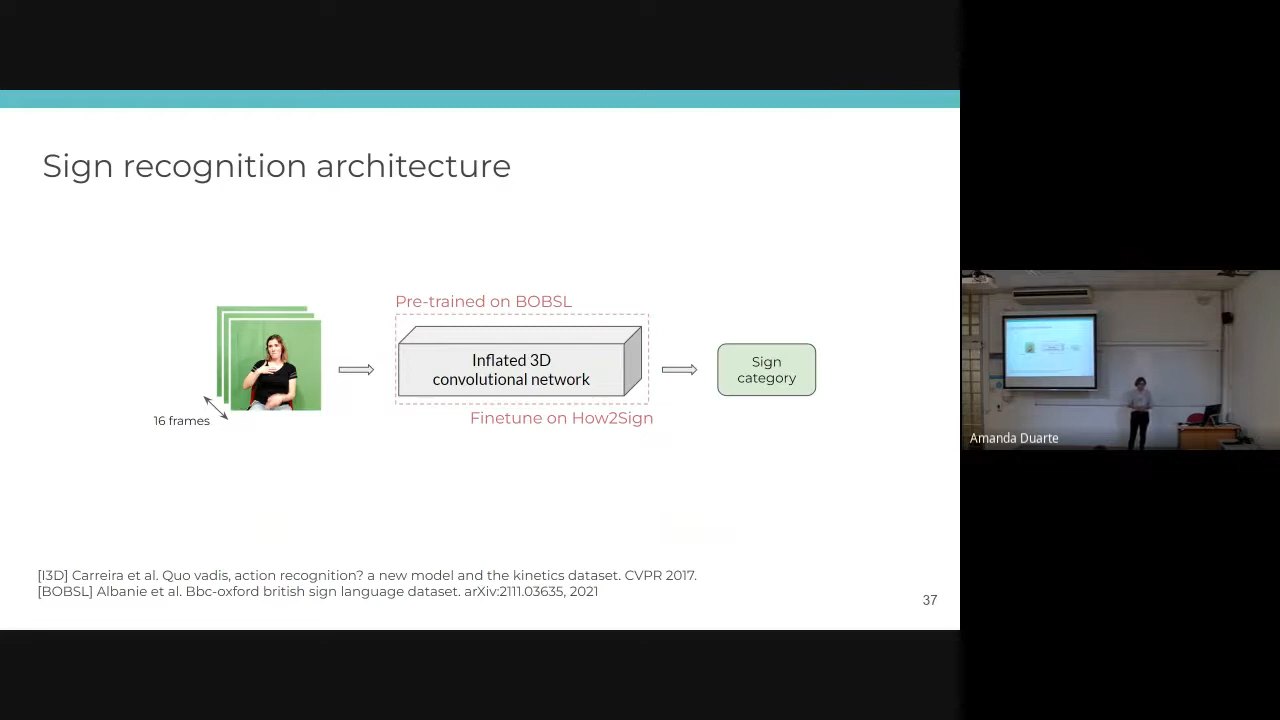 Sign recognition architecture
Pre-trained on BOBSL
Inflated 3D
convolutional network
Sign
category
16 frames
Finetune on How2Sign
[I3D] Carreira et al. Quo vadis, action recognition? a new model and the kinetics dataset. CVPR 2017.
[BOBSL] Albanie et al. Bbc-oxford british sign language dataset. arXiv:2111.03635, 2021
37
Amanda Duarte